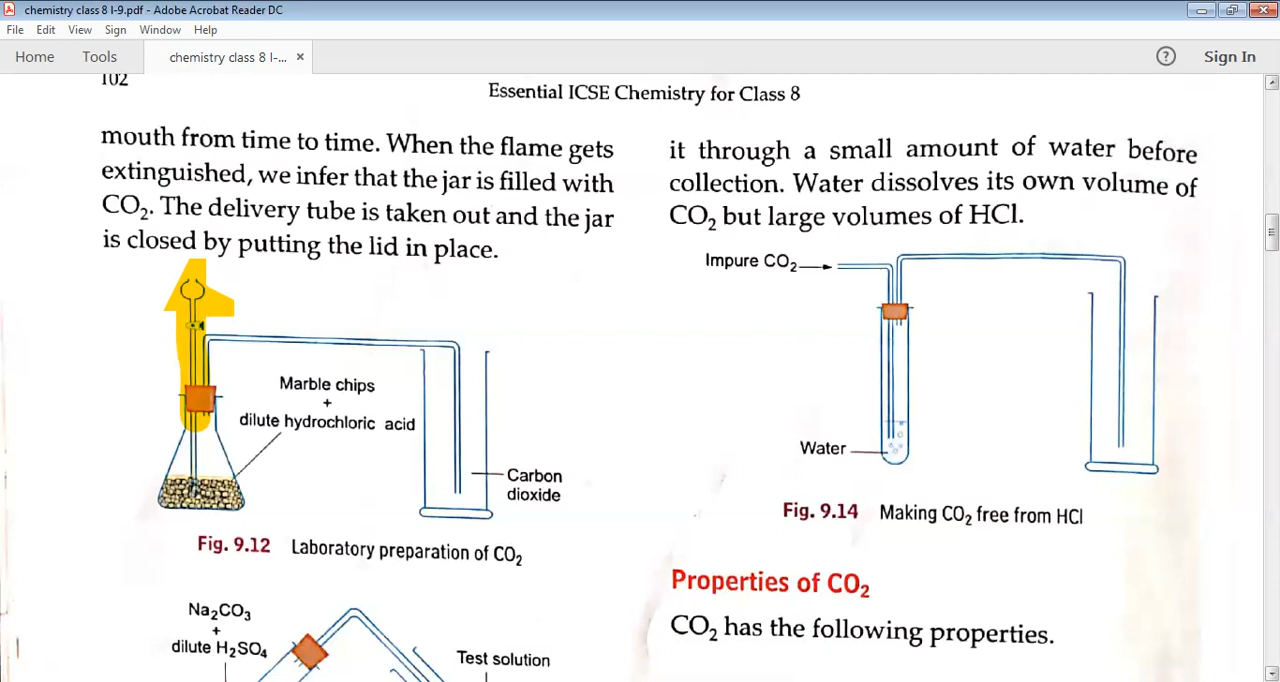 chemistry class 8 l-9.pdf - Adobe Acrobat Reader DC
File Edit View Sign Window Help
Home Tools chemistry class 8 l-... × ? Sign In
102
Essential ICSE Chemistry for Class 8
mouth from time to time. When the flame gets
extinguished, we infer that the jar is filled with
CO₂. The delivery tube is taken out and the jar
is closed by putting the lid in place.
Marble chips
+
dilute hydrochloric acid
Carbon
dioxide
Fig. 9.12 Laboratory preparation of CO₂
Na₂CO₃
+
dilute H₂SO₄
Test solution
it through a small amount of water before
collection. Water dissolves its own volume of
CO₂ but large volumes of HCl.
Impure CO₂
Water
Fig. 9.14 Making CO₂ free from HCl
Properties of CO₂
CO₂ has the following properties.